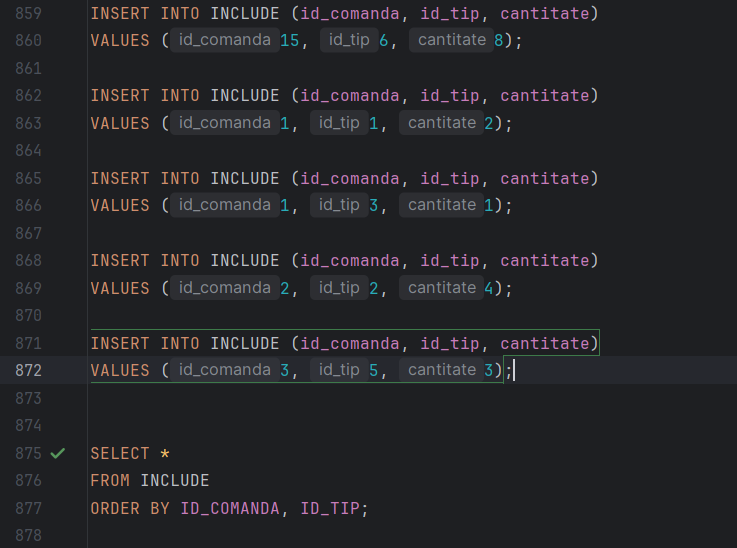 859 INSERT INTO INCLUDE (id_comanda, id_tip, cantitate)
860 VALUES ( id_comanda 15, id_tip 6, cantitate 8);
861
862 INSERT INTO INCLUDE (id_comanda, id_tip, cantitate)
863 VALUES ( id_comanda 1, id_tip 1, cantitate 2);
864
865 INSERT INTO INCLUDE (id_comanda, id_tip, cantitate)
866 VALUES ( id_comanda 1, id_tip 3, cantitate 1);
867
868 INSERT INTO INCLUDE (id_comanda, id_tip, cantitate)
869 VALUES ( id_comanda 2, id_tip 2, cantitate 4);
870
871 INSERT INTO INCLUDE (id_comanda, id_tip, cantitate)
872 VALUES ( id_comanda 3, id_tip 5, cantitate 3);
873
874
875 SELECT *
876 FROM INCLUDE
877 ORDER BY ID_COMANDA, ID_TIP;
878